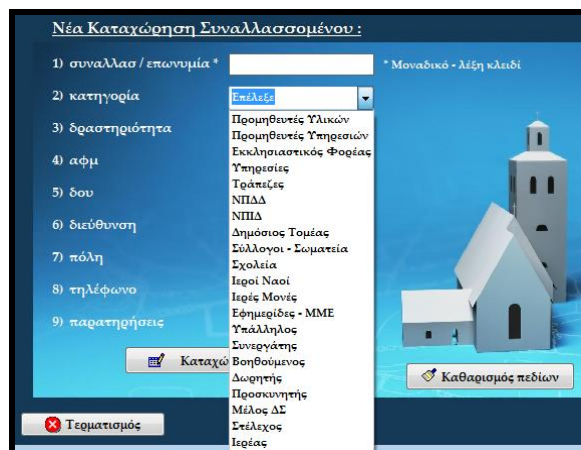 Νέα Καταχώρηση Συναλλασσομένου :
1) συναλλασ / επωνυμία *
* Μοναδικό - λέξη κλειδί
2) κατηγορία
Επέλεξε
Προμηθευτές Υλικών
3) δραστηριότητα
Προμηθευτές Υπηρεσιών
Εκκλησιαστικός Φορέας
4) αφμ
Υπηρεσίες
Τράπεζες
5) δου
ΝΠΔΔ
ΝΠΙΔ
6) διεύθυνση
Δημόσιος Τομέας
Σύλλογοι - Σωματεία
7) πόλη
Σχολεία
Ιεροί Ναοί
8) τηλέφωνο
Ιερές Μονές
Εφημερίδες - ΜΜΕ
9) παρατηρήσεις
Υπάλληλος
Συνεργάτης
Βοηθούμενος
Δωρητής
Προσκυνητής
Μέλος ΔΣ
Στέλεχος
Ιερέας
Καθαρισμός πεδίων
Τερματισμός